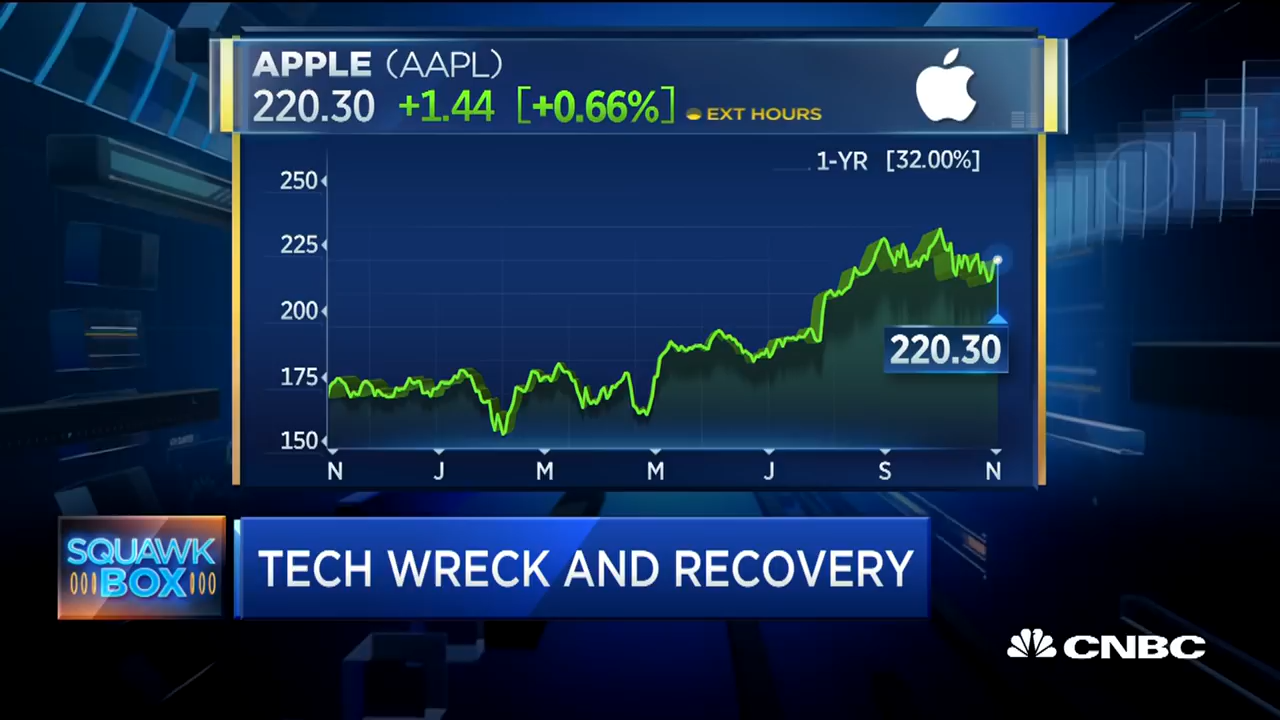 APPLE (AAPL)
220.30 +1.44 [+0.66%] EXT HOURS
1-YR [32.00%]
250
225
200
175
150
220.30
N J M M J S N
SQUAWK
BOX
TECH WRECK AND RECOVERY
CNBC